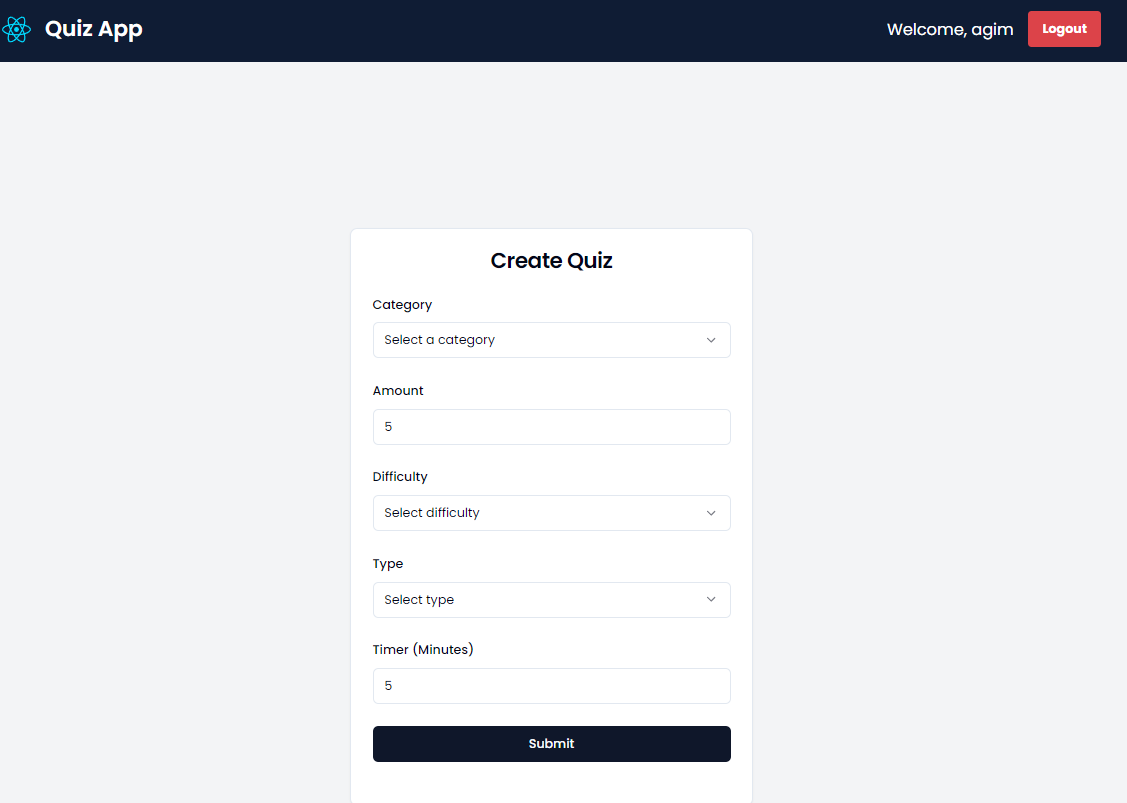 Quiz App
Welcome, agim
Logout
Create Quiz
Category
Select a category
Amount
5
Difficulty
Select difficulty
Type
Select type
Timer (Minutes)
5
Submit